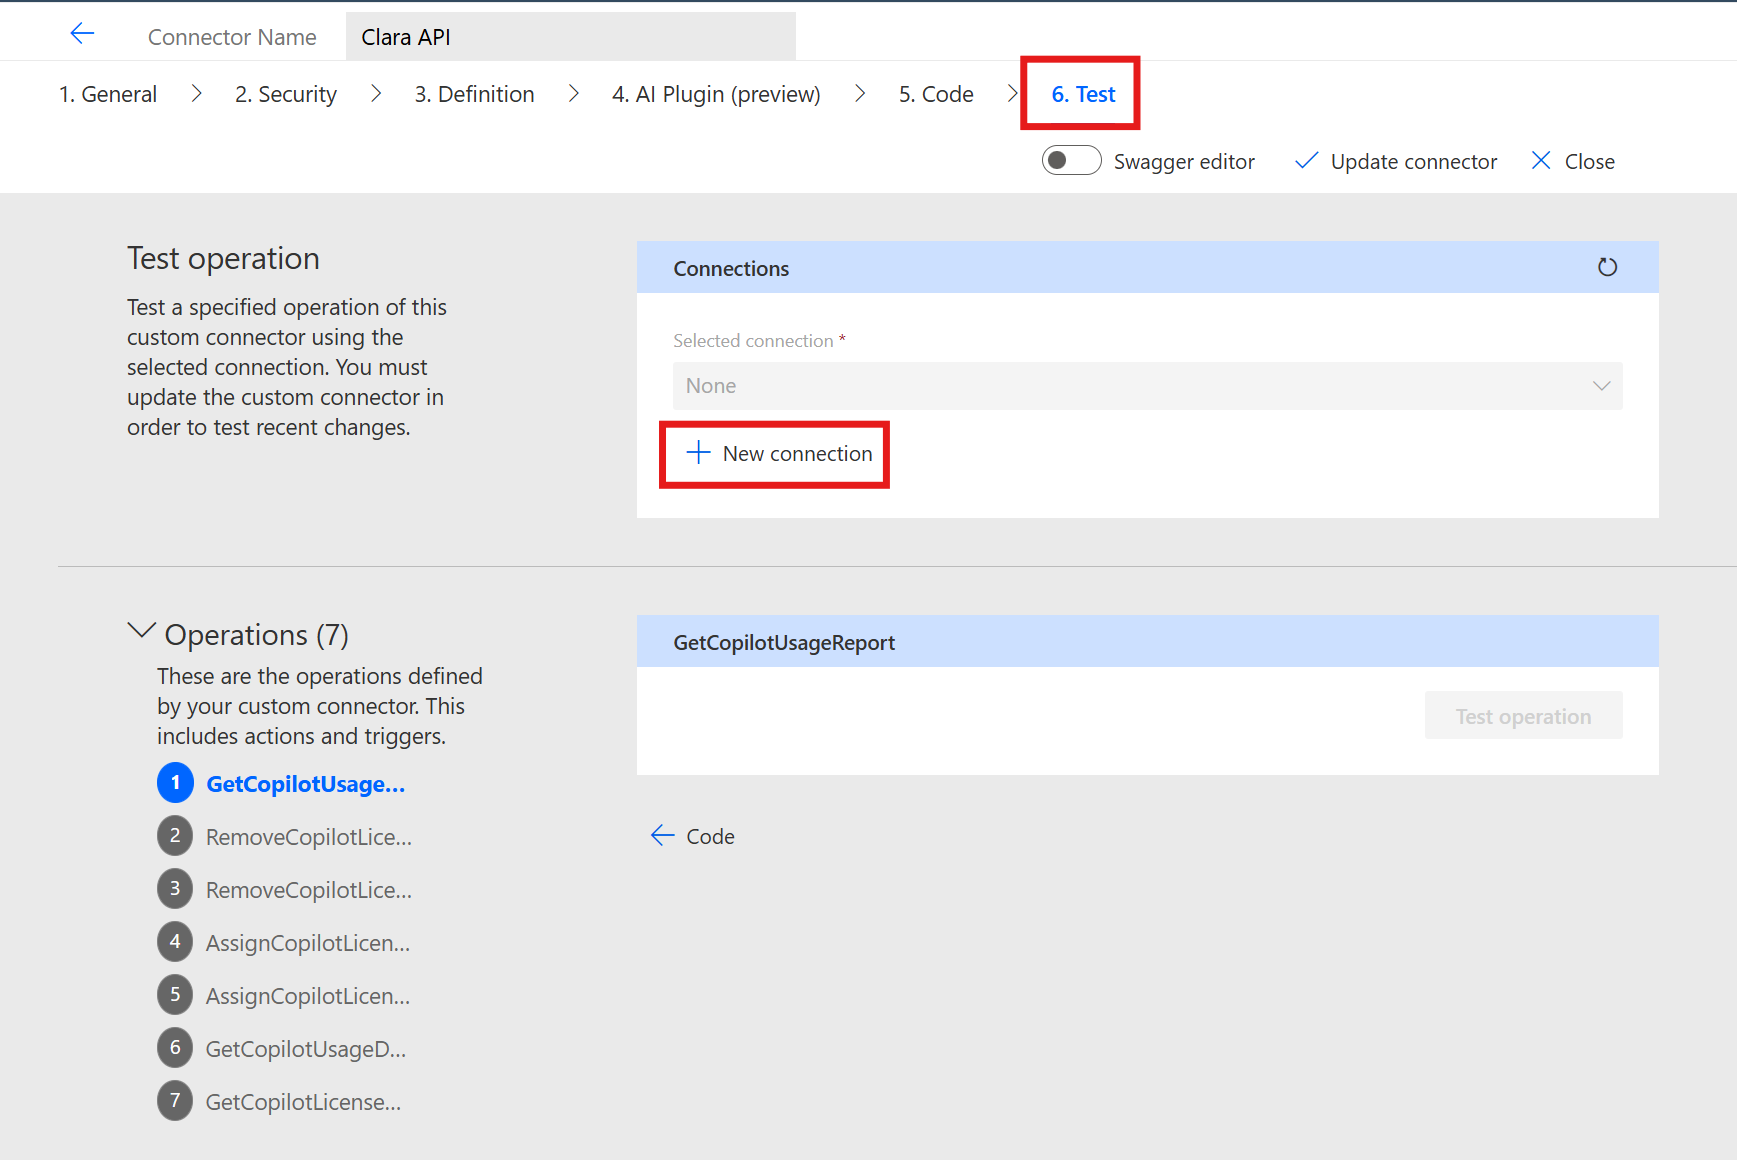 Connector Name
Clara API
1. General
2. Security
3. Definition
4. AI Plugin (preview)
5. Code
6. Test
Swagger editor
Update connector
Close
Test operation
Test a specified operation of this
custom connector using the
selected connection. You must
update the custom connector in
order to test recent changes.
Connections
Selected connection *
None
New connection
Operations (7)
These are the operations defined
by your custom connector. This
includes actions and triggers.
1 GetCopilotUsage...
2 RemoveCopilotLice...
3 RemoveCopilotLice...
4 AssignCopilotLicen...
5 AssignCopilotLicen...
6 GetCopilotUsageD...
7 GetCopilotLicense...
GetCopilotUsageReport
Test operation
Code